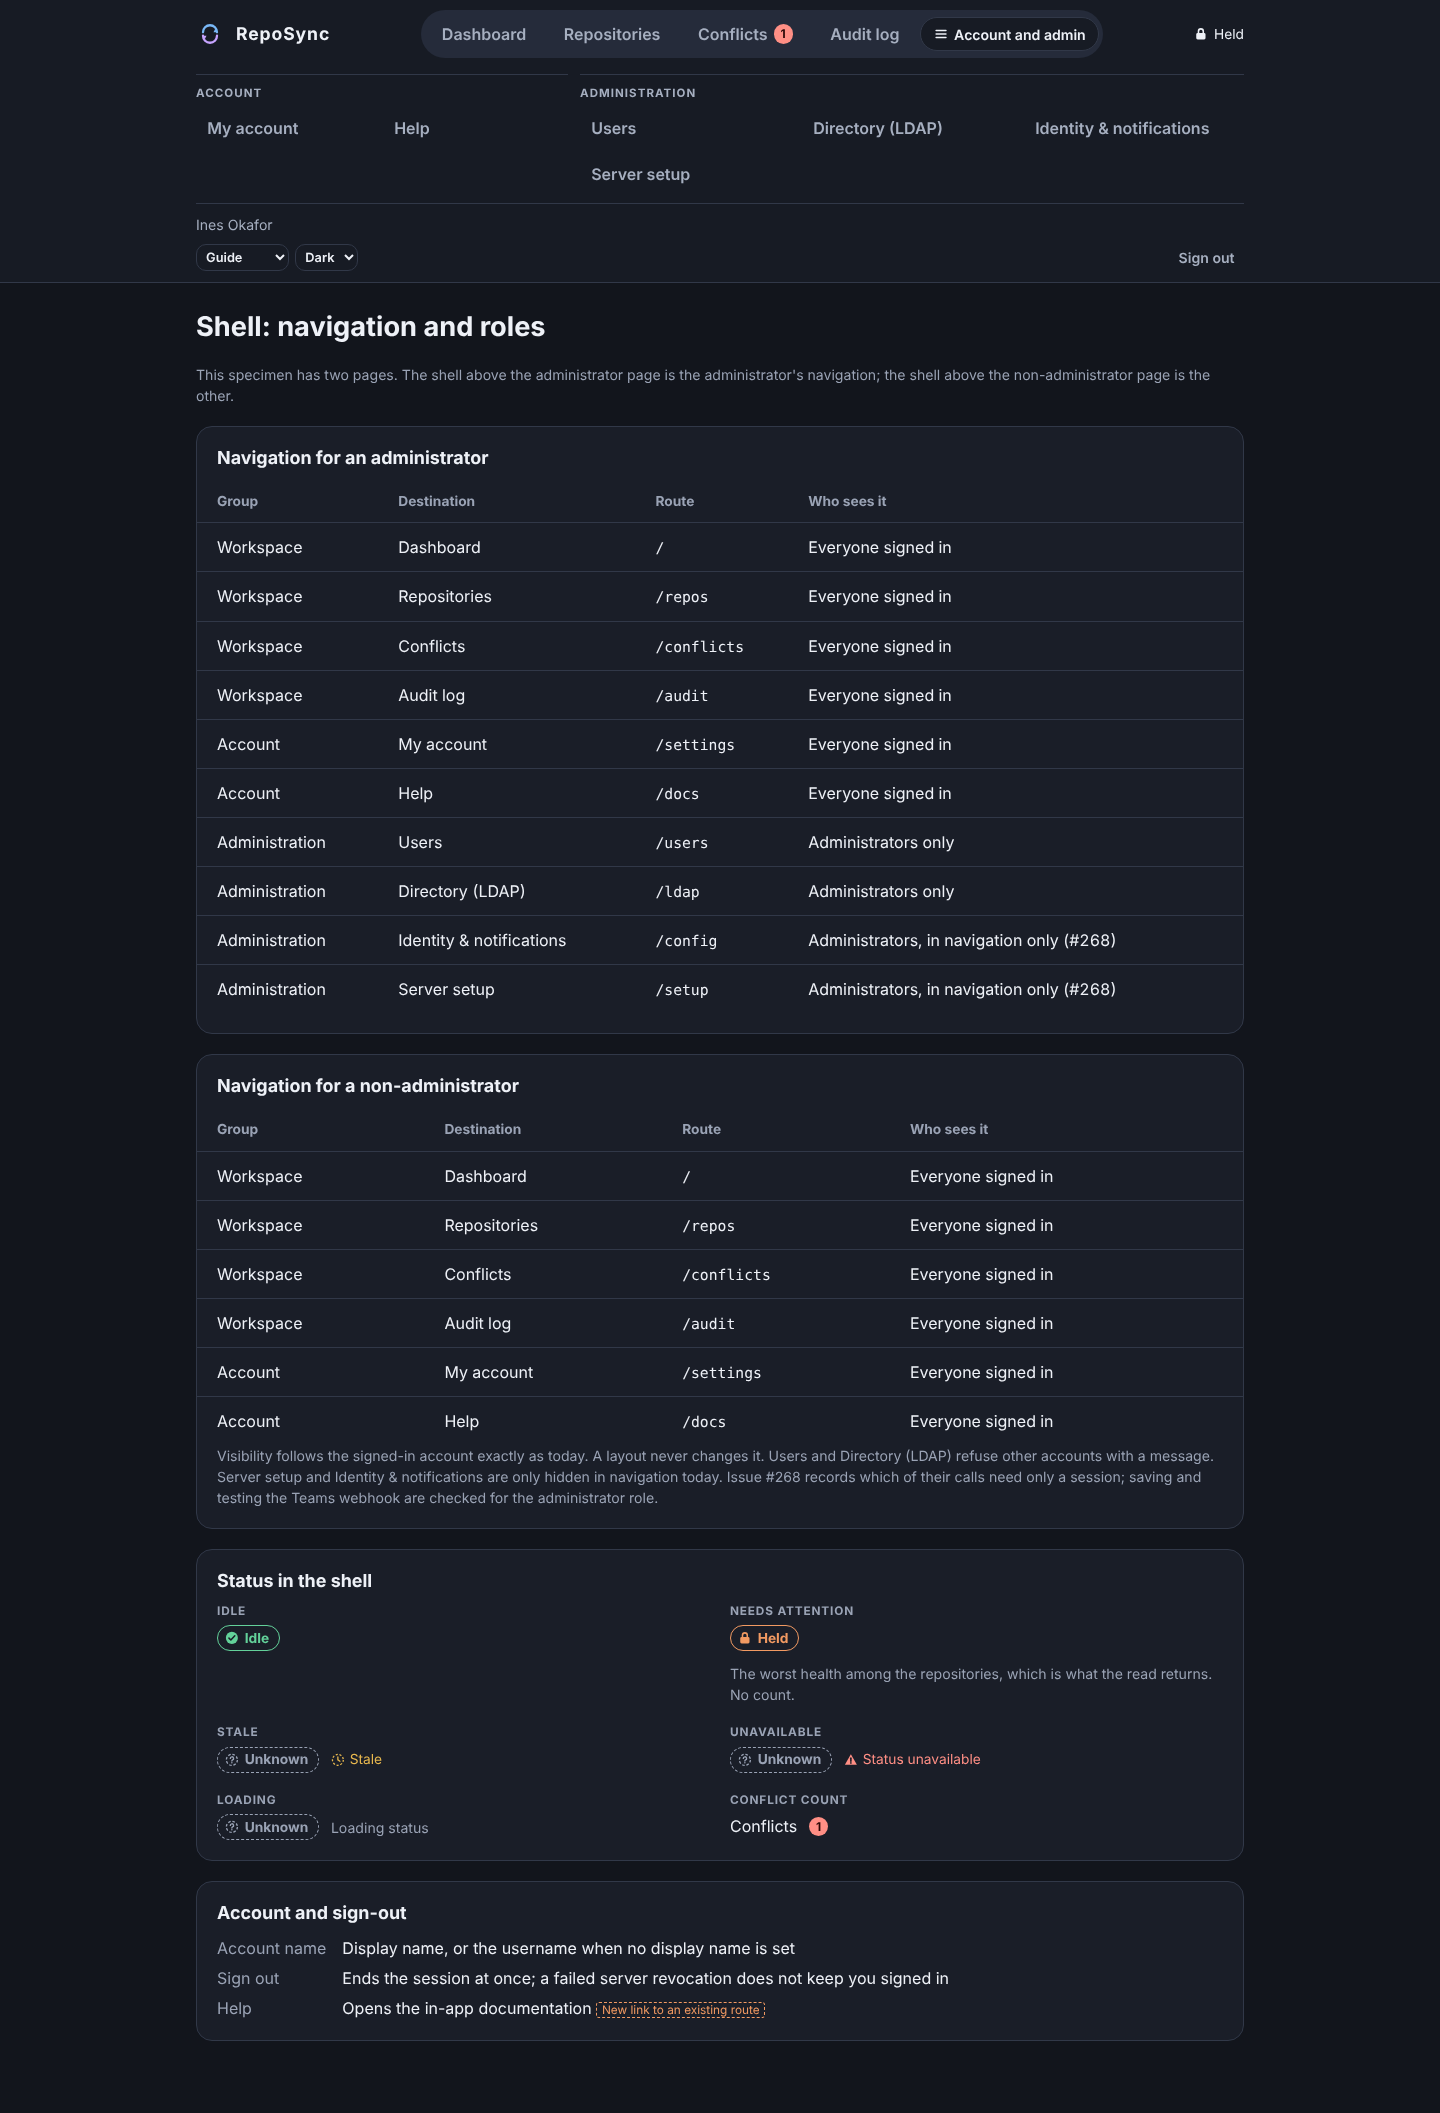 RepoSync
Dashboard
Repositories
Conflicts 1
Audit log
Account and admin
Held
ACCOUNT
My account
Help
ADMINISTRATION
Users
Directory (LDAP)
Identity & notifications
Server setup
Ines Okafor
Guide
Dark
Sign out
Shell: navigation and roles
This specimen has two pages. The shell above the administrator page is the administrator's navigation; the shell above the non-administrator page is the
other.
Navigation for an administrator
Group Destination Route Who sees it
Workspace Dashboard / Everyone signed in
Workspace Repositories /repos Everyone signed in
Workspace Conflicts /conflicts Everyone signed in
Workspace Audit log /audit Everyone signed in
Account My account /settings Everyone signed in
Account Help /docs Everyone signed in
Administration Users /users Administrators only
Administration Directory (LDAP) /ldap Administrators only
Administration Identity & notifications /config Administrators, in navigation only (#268)
Administration Server setup /setup Administrators, in navigation only (#268)
Navigation for a non-administrator
Group Destination Route Who sees it
Workspace Dashboard / Everyone signed in
Workspace Repositories /repos Everyone signed in
Workspace Conflicts /conflicts Everyone signed in
Workspace Audit log /audit Everyone signed in
Account My account /settings Everyone signed in
Account Help /docs Everyone signed in
Visibility follows the signed-in account exactly as today. A layout never changes it. Users and Directory (LDAP) refuse other accounts with a message.
Server setup and Identity & notifications are only hidden in navigation today. Issue #268 records which of their calls need only a session; saving and
testing the Teams webhook are checked for the administrator role.
Status in the shell
IDLE
Idle
NEEDS ATTENTION
Held
The worst health among the repositories, which is what the read returns.
No count.
STALE
Unknown Stale
UNAVAILABLE
Unknown Status unavailable
LOADING
Unknown Loading status
CONFLICT COUNT
Conflicts 1
Account and sign-out
Account name Display name, or the username when no display name is set
Sign out Ends the session at once; a failed server revocation does not keep you signed in
Help Opens the in-app documentation New link to an existing route